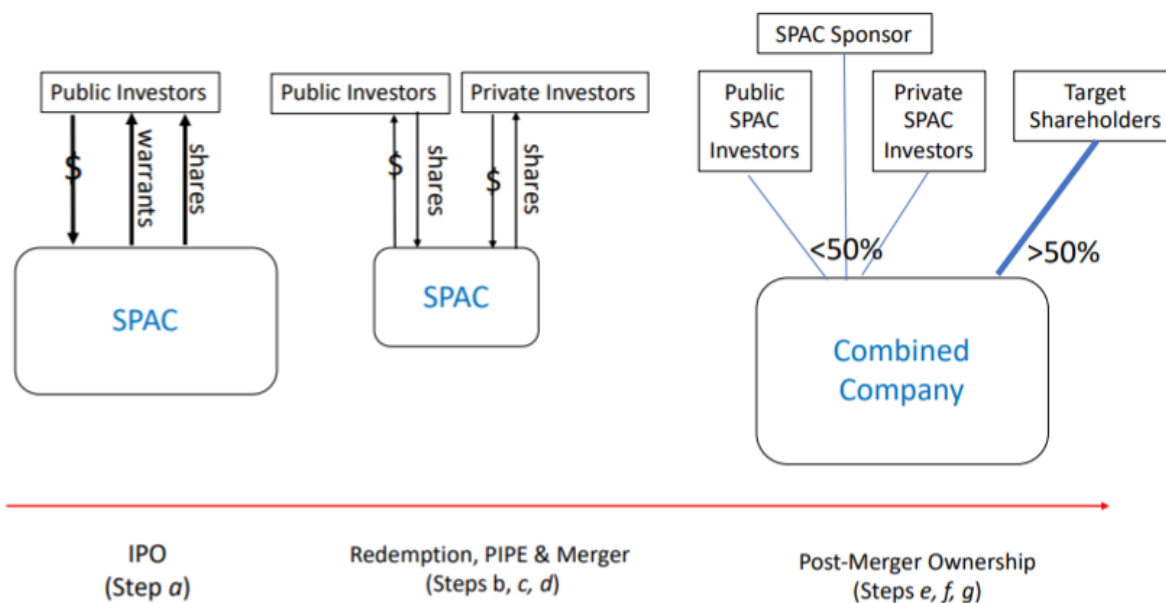 Public Investors
$
warrants
shares
SPAC
Public Investors
Private Investors
$
shares
$
shares
SPAC
SPAC Sponsor
Public
SPAC
Investors
Private
SPAC
Investors
Target
Shareholders
<50%
>50%
Combined
Company
IPO
(Step a)
Redemption, PIPE & Merger
(Steps b, c, d)
Post-Merger Ownership
(Steps e, f, g)